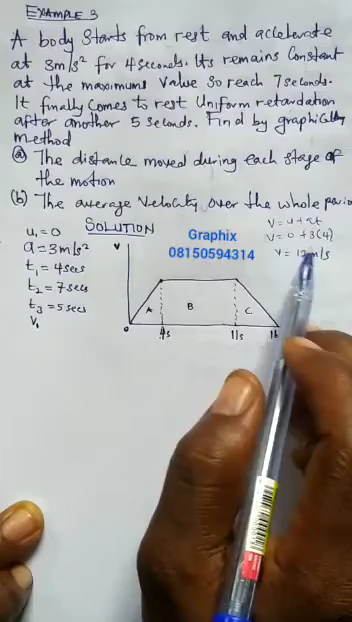 EXAMPLE 3
A body starts from rest and accelerate
at 3m/s² for 4seconds. Its remains Constant
at the maximums Value so reach 7seconds.
It finally Comes to rest Uniform retardation
after another 5 Seconds. Find by graphically
method
(a) The distance moved during each stage of
the motion
(b) The average Velocity over the whole period
SOLUTION
u₁ = 0
a = 3m/s²
t₁ = 4secs
t₂ = 7secs
t₃ = 5secs
V₁
V = u + at
V = 0 + 3(4)
V = 12m/s
Graphix
08150594314
V
A
B
C
0
4s
11s